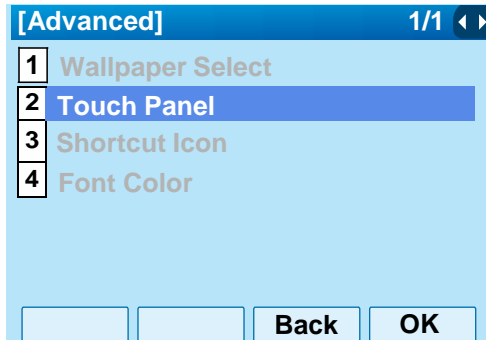 [Advanced] 1/1
1 Wallpaper Select
2 Touch Panel
3 Shortcut Icon
4 Font Color
Back OK